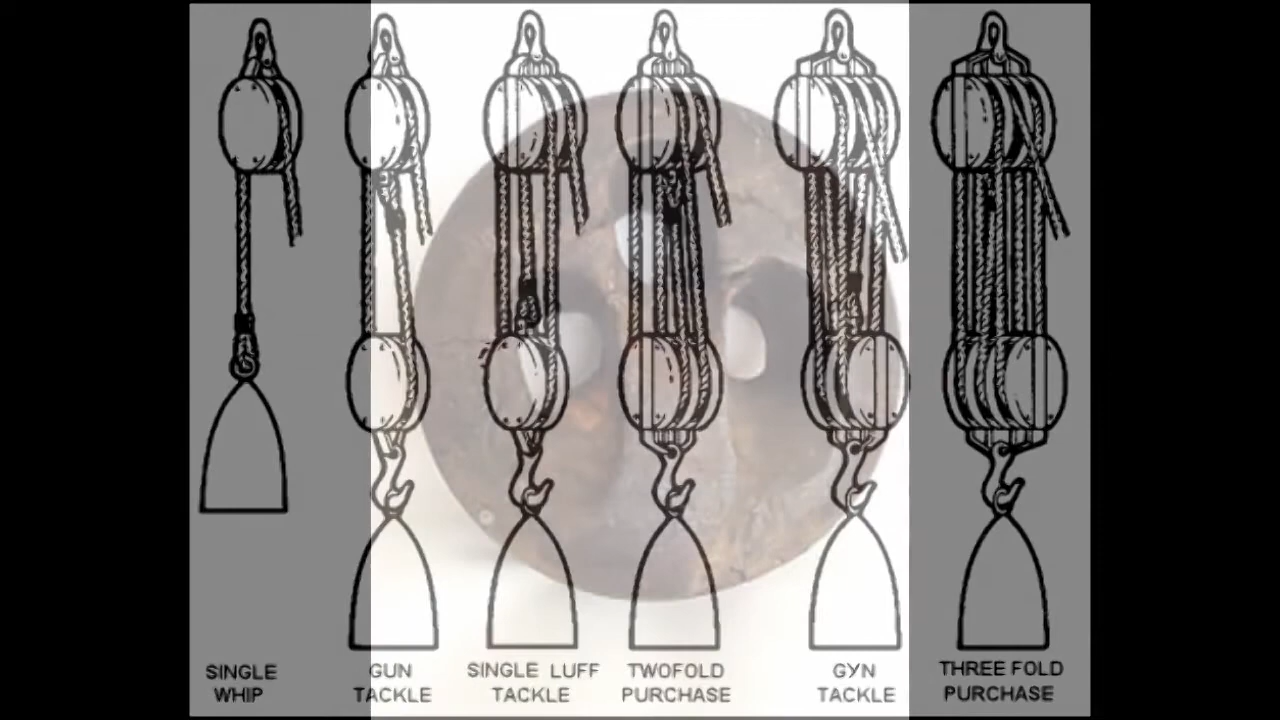 SINGLE
WHIP
GUN
TACKLE
SINGLE LUFF
TACKLE
TWOFOLD
PURCHASE
GYN
TACKLE
THREE FOLD
PURCHASE